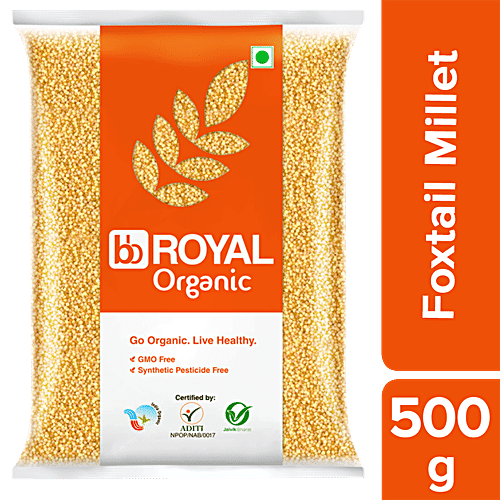 bb ROYAL
Organic
Go Organic. Live Healthy.
GMO Free
Synthetic Pesticide Free
Certified by:
ADITI
NPOP/NAB/0017
Foxtail Millet
500
g